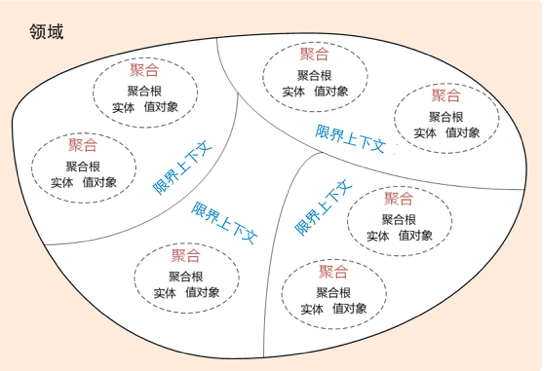 领域
聚合
聚合根
实体 值对象
聚合
聚合根
实体 值对象
聚合
聚合根
实体 值对象
聚合
聚合根
实体 值对象
限界上下文
限界上下文
限界上下文
限界上下文
聚合
聚合根
实体 值对象
聚合
聚合根
实体 值对象
聚合
聚合根
实体 值对象